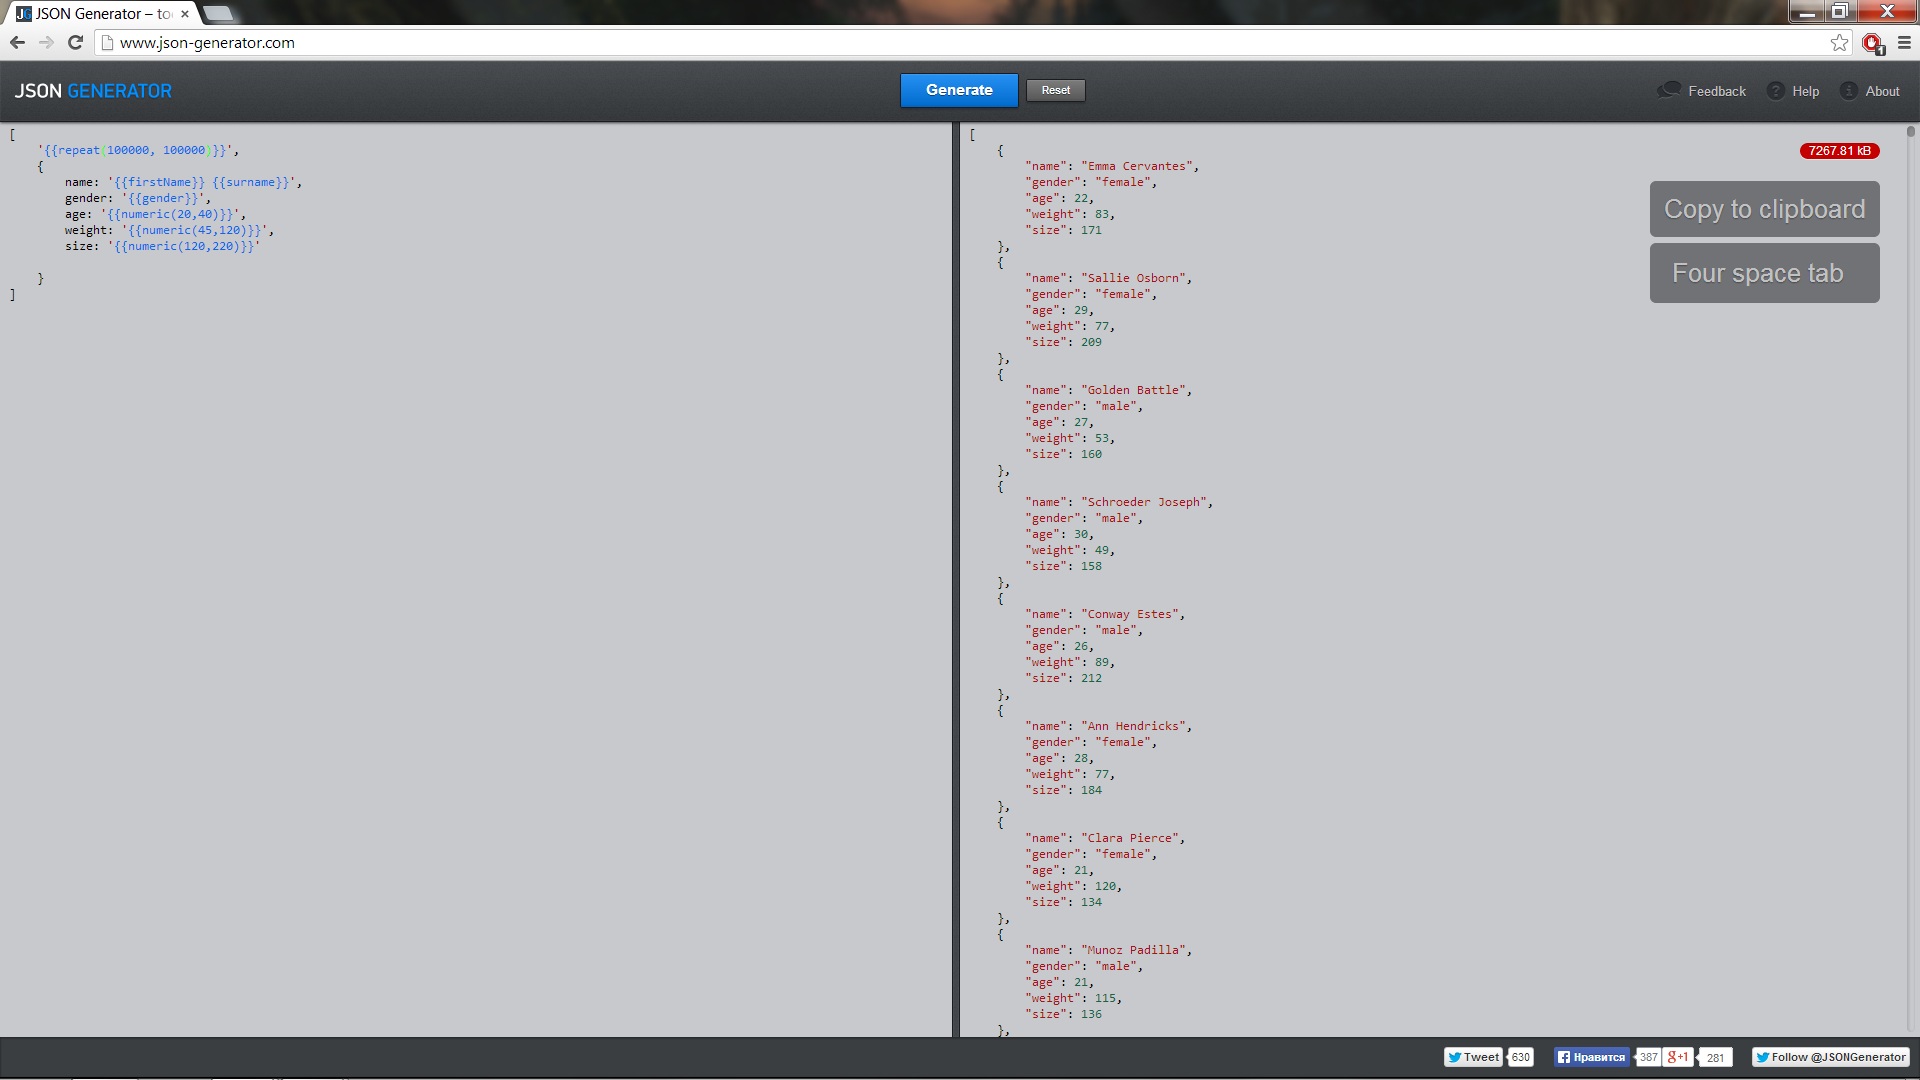 JSON Generator – to
www.json-generator.com
1
JSON GENERATOR
Generate
Reset
Feedback
Help
About
[
'{{repeat(100000, 100000)}}',
{
name: '{{firstName}} {{surname}}',
gender: '{{gender}}',
age: '{{numeric(20,40)}}',
weight: '{{numeric(45,120)}}',
size: '{{numeric(120,220)}}'
}
]
[
{
"name": "Emma Cervantes",
"gender": "female",
"age": 22,
"weight": 83,
"size": 171
},
{
"name": "Sallie Osborn",
"gender": "female",
"age": 29,
"weight": 77,
"size": 209
},
{
"name": "Golden Battle",
"gender": "male",
"age": 27,
"weight": 53,
"size": 160
},
{
"name": "Schroeder Joseph",
"gender": "male",
"age": 30,
"weight": 49,
"size": 158
},
{
"name": "Conway Estes",
"gender": "male",
"age": 26,
"weight": 89,
"size": 212
},
{
"name": "Ann Hendricks",
"gender": "female",
"age": 28,
"weight": 77,
"size": 184
},
{
"name": "Clara Pierce",
"gender": "female",
"age": 21,
"weight": 120,
"size": 134
},
{
"name": "Munoz Padilla",
"gender": "male",
"age": 21,
"weight": 115,
"size": 136
},
7267.81 kB
Copy to clipboard
Four space tab
Tweet 630
Нравится 387
g+1 281
Follow @JSONGenerator